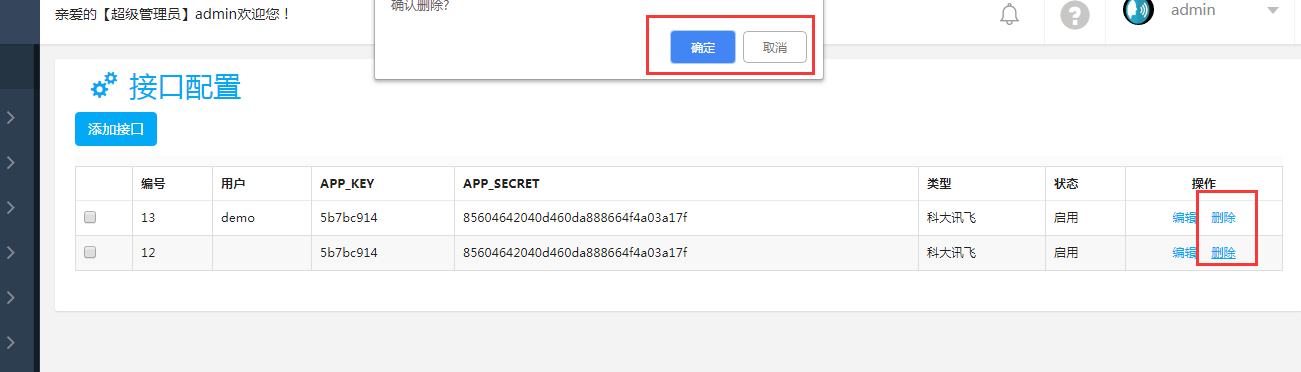 亲爱的【超级管理员】admin欢迎您！
确认删除?
确定 取消
admin
接口配置
添加接口
编号 用户 APP_KEY APP_SECRET 类型 状态 操作
13 demo 5b7bc914 85604642040d460da888664f4a03a17f 科大讯飞 启用 编辑 删除
12 5b7bc914 85604642040d460da888664f4a03a17f 科大讯飞 启用 编辑 删除